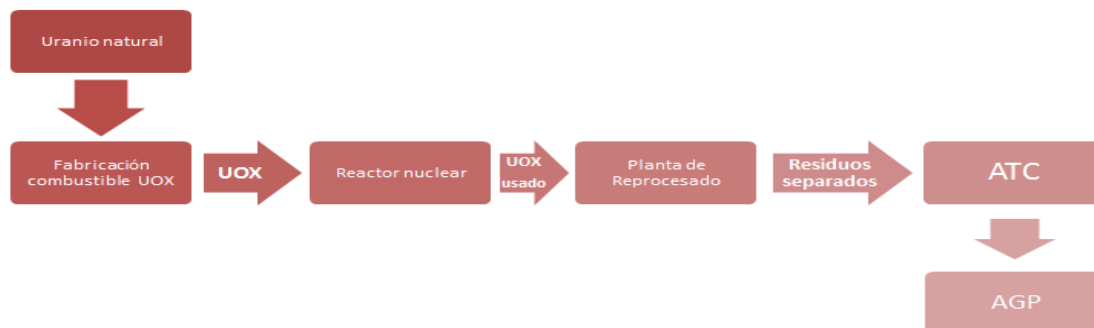 Uranio natural
Fabricación
combustible UOX
UOX
Reactor nuclear
UOX
usado
Planta de
Reprocesado
Residuos
separados
ATC
AGP